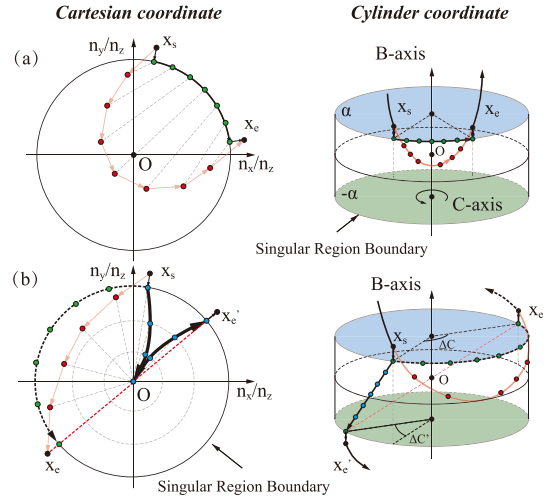 Cartesian coordinate
Cylinder coordinate
(a)
n_y/n_z
x_s
x_e
O
n_x/n_z
B-axis
α
x_s
x_e
O
-α
C-axis
Singular Region Boundary
(b)
n_y/n_z
x_s
x_e'
O
n_x/n_z
x_e
Singular Region Boundary
B-axis
x_e
x_s
ΔC
O
ΔC'
x_e'